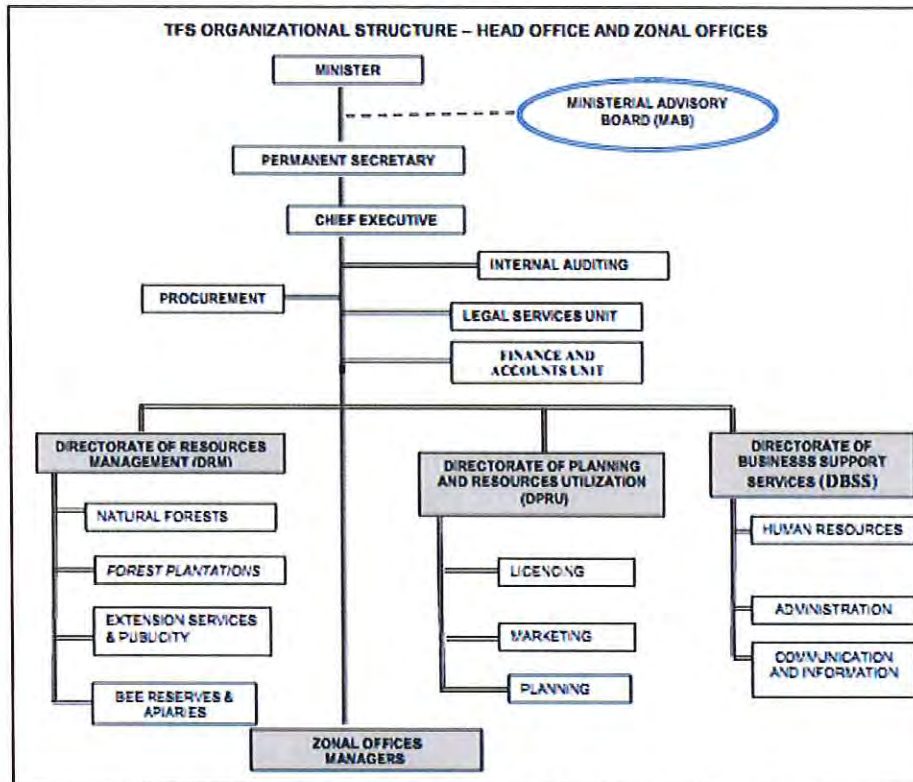 TFS ORGANIZATIONAL STRUCTURE – HEAD OFFICE AND ZONAL OFFICES
MINISTER
MINISTERIAL ADVISORY
BOARD (MAB)
PERMANENT SECRETARY
CHIEF EXECUTIVE
INTERNAL AUDITING
PROCUREMENT
LEGAL SERVICES UNIT
FINANCE AND
ACCOUNTS UNIT
DIRECTORATE OF RESOURCES
MANAGEMENT (DRM)
NATURAL FORESTS
FOREST PLANTATIONS
EXTENSION SERVICES
& PUBLICITY
BEE RESERVES &
APIARIES
DIRECTORATE OF PLANNING
AND RESOURCES UTILIZATION
(DPRU)
LICENCING
MARKETING
PLANNING
DIRECTORATE OF
BUSINESSS SUPPORT
SERVICES (DBSS)
HUMAN RESOURCES
ADMINISTRATION
COMMUNICATION
AND INFORMATION
ZONAL OFFICES
MANAGERS